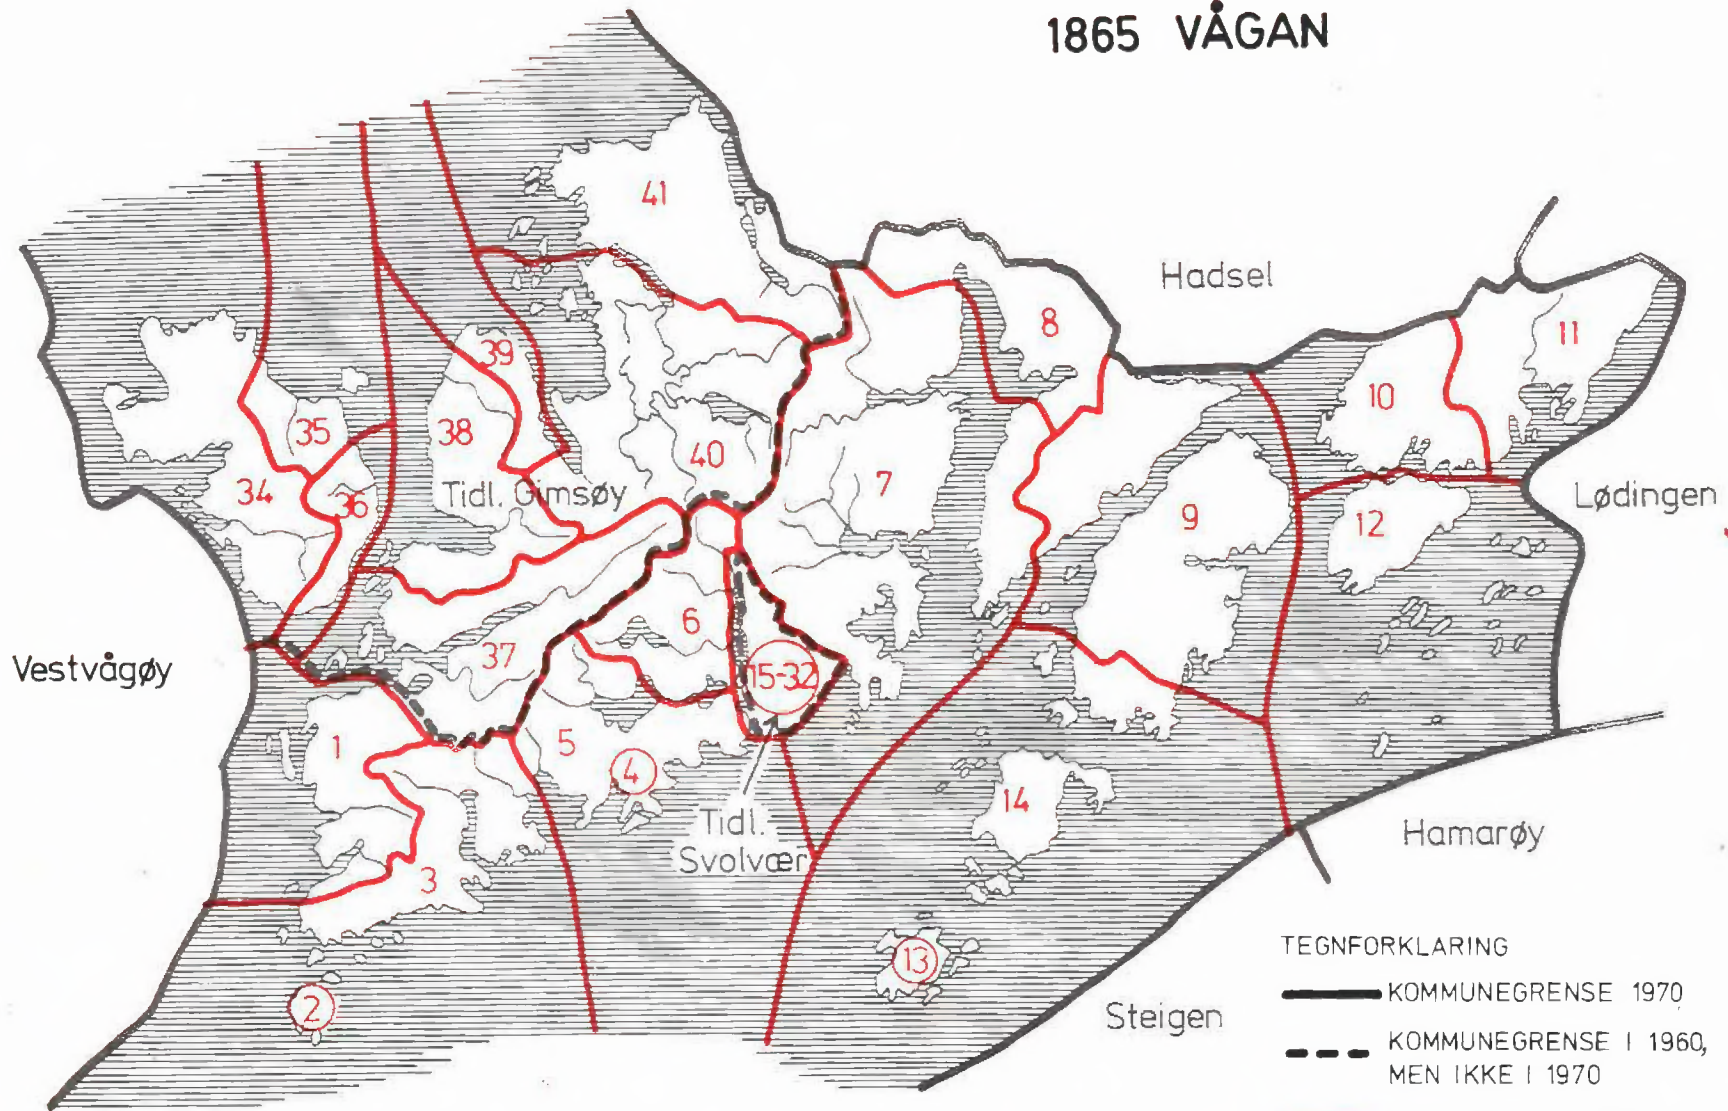 1865 VÅGAN
41
Hadsel
8
11
39
10
35
38
40
7
34
36
Tidl. Gimsøy
9
12
Lødingen
6
37
15-32
Vestvågøy
1
5
4
14
Tidl.
Svolvær
Hamarøy
3
13
2
Steigen
TEGNFORKLARING
KOMMUNEGRENSE 1970
KOMMUNEGRENSE I 1960,
MEN IKKE I 1970